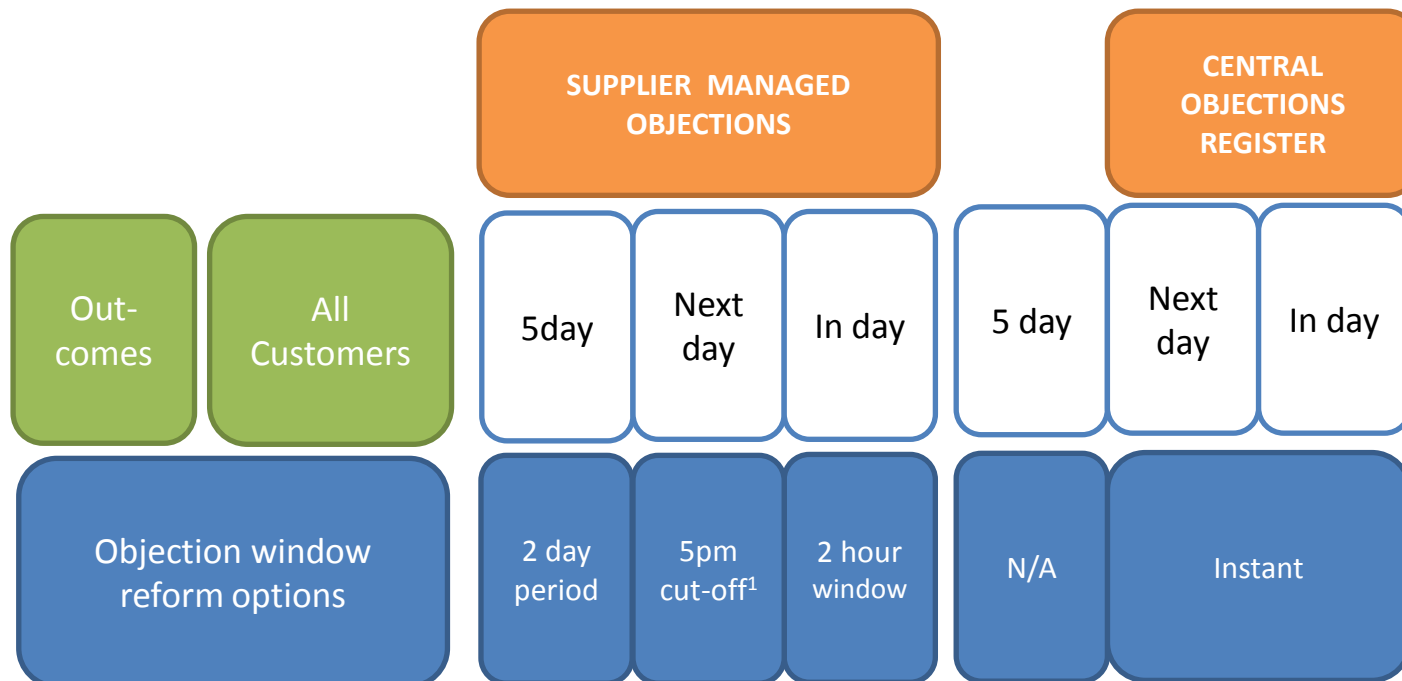 SUPPLIER MANAGED
OBJECTIONS
CENTRAL
OBJECTIONS
REGISTER
Out-
comes
All
Customers
5day
Next
day
In day
5 day
Next
day
In day
Objection window
reform options
2 day
period
5pm
cut-off¹
2 hour
window
N/A
Instant